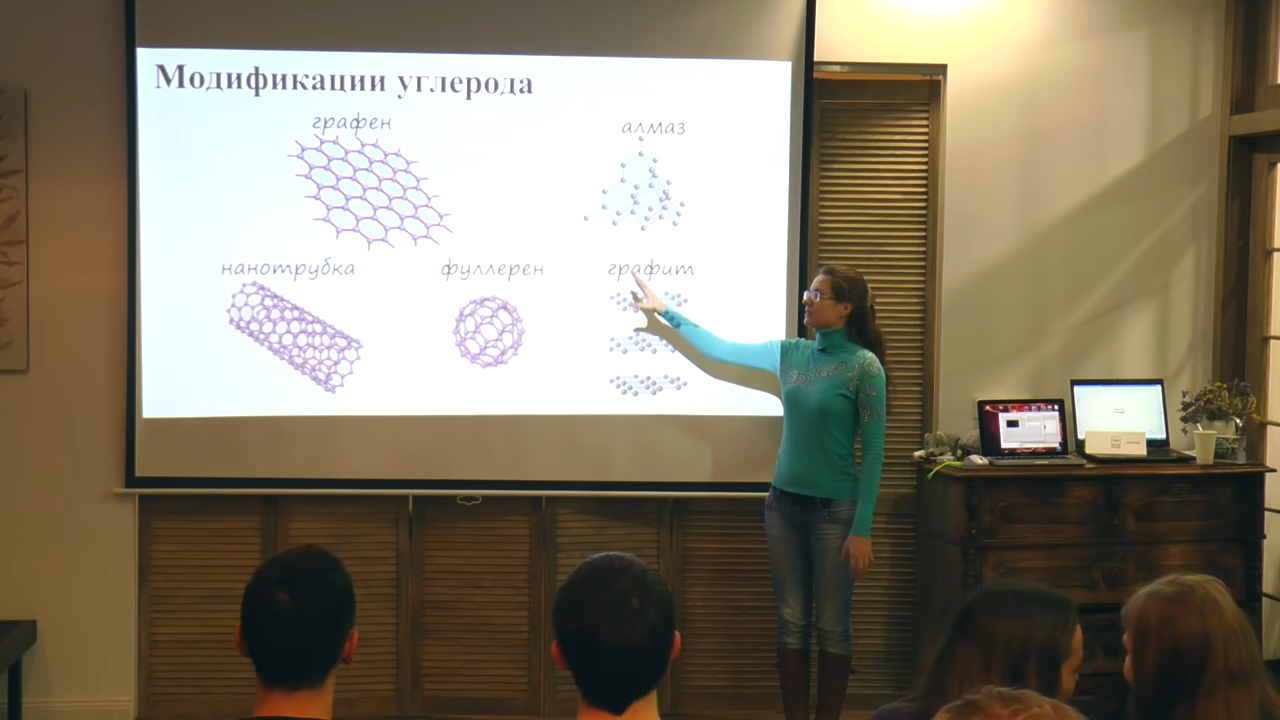 Модификации углерода
графен
алмаз
нанотрубка
фуллерен
графит